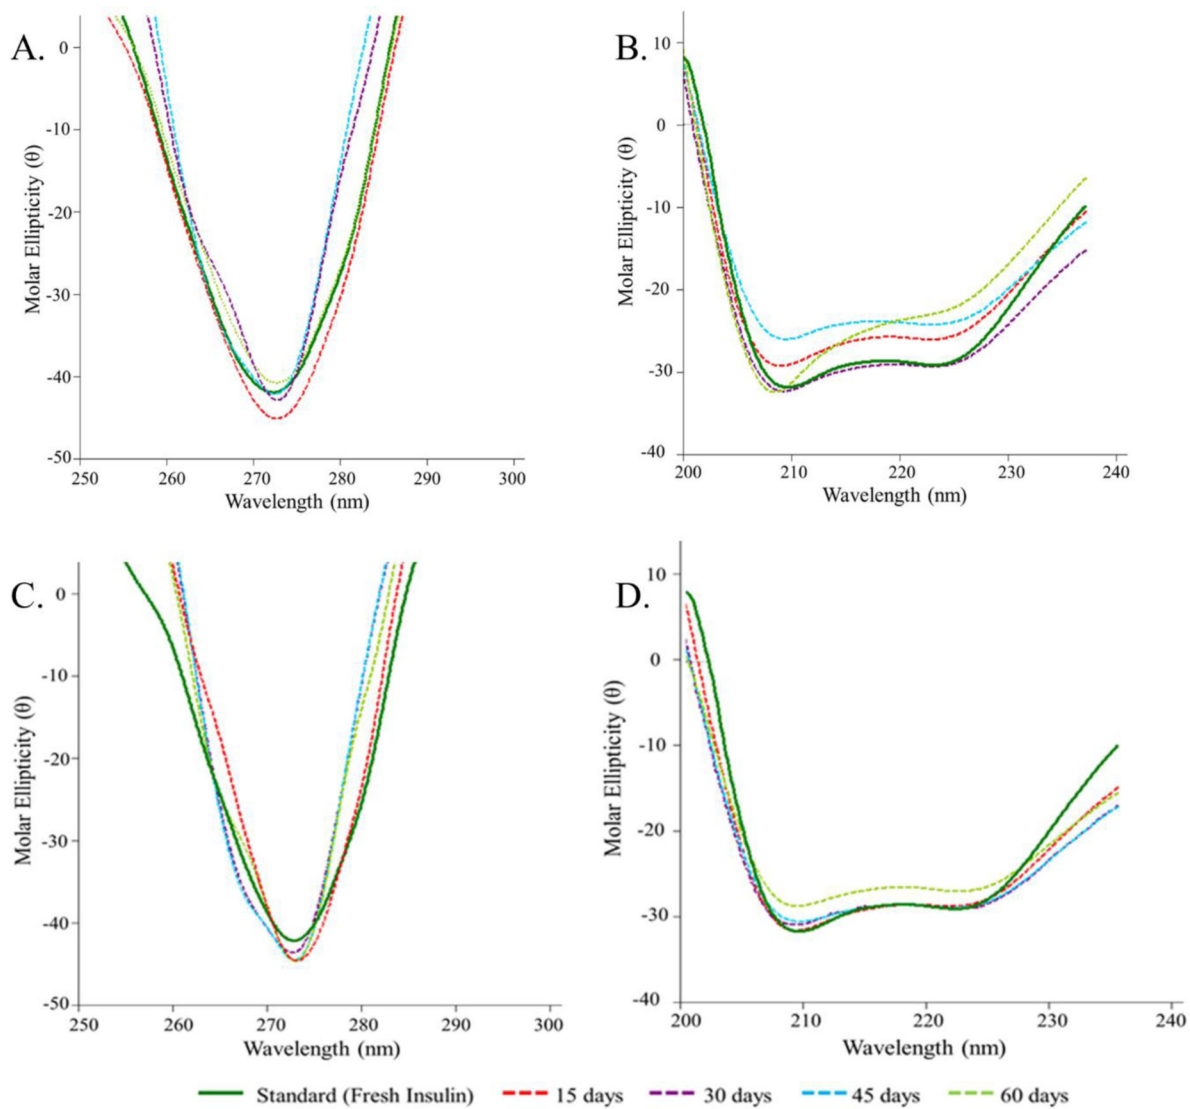 A.
0
-10
-20
-30
-40
-50
Molar Ellipticity (θ)
250 260 270 280 290 300
Wavelength (nm)
B.
10
0
-10
-20
-30
-40
Molar Ellipticity (θ)
200 210 220 230 240
Wavelength (nm)
C.
0
-10
-20
-30
-40
-50
Molar Ellipticity (θ)
250 260 270 280 290 300
Wavelength (nm)
D.
10
0
-10
-20
-30
-40
Molar Ellipticity (θ)
200 210 220 230 240
Wavelength (nm)
Standard (Fresh Insulin) 15 days 30 days 45 days 60 days